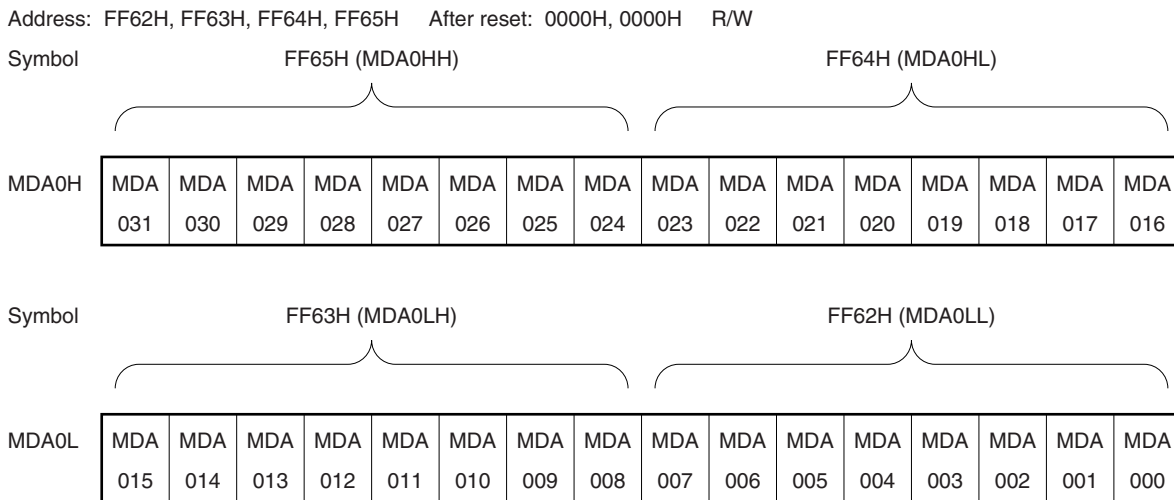 Address: FF62H, FF63H, FF64H, FF65H After reset: 0000H, 0000H R/W
Symbol FF65H (MDA0HH) FF64H (MDA0HL)
MDA0H MDA MDA MDA MDA MDA MDA MDA MDA MDA MDA MDA MDA MDA MDA MDA MDA
031 030 029 028 027 026 025 024 023 022 021 020 019 018 017 016
Symbol FF63H (MDA0LH) FF62H (MDA0LL)
MDA0L MDA MDA MDA MDA MDA MDA MDA MDA MDA MDA MDA MDA MDA MDA MDA MDA
015 014 013 012 011 010 009 008 007 006 005 004 003 002 001 000